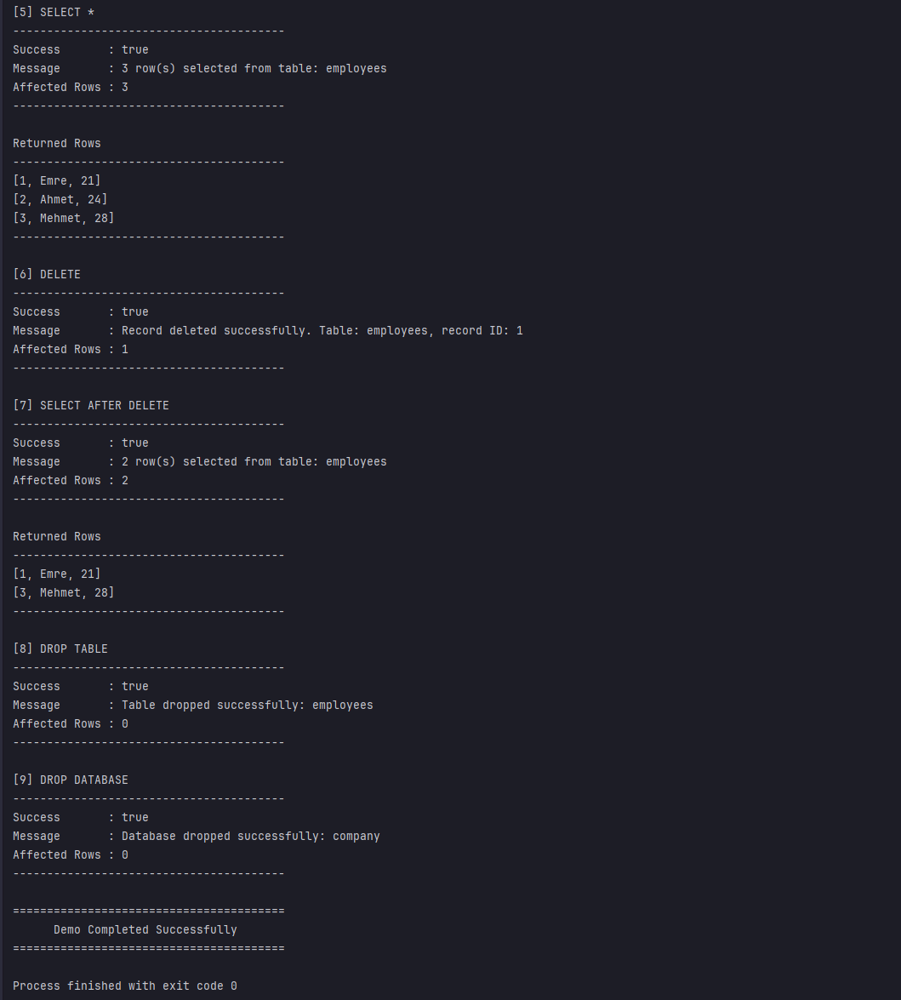 [5] SELECT *
----------------------------------------
Success       : true
Message       : 3 row(s) selected from table: employees
Affected Rows : 3
----------------------------------------
Returned Rows
----------------------------------------
[1, Emre, 21]
[2, Ahmet, 24]
[3, Mehmet, 28]
----------------------------------------
[6] DELETE
----------------------------------------
Success       : true
Message       : Record deleted successfully. Table: employees, record ID: 1
Affected Rows : 1
----------------------------------------
[7] SELECT AFTER DELETE
----------------------------------------
Success       : true
Message       : 2 row(s) selected from table: employees
Affected Rows : 2
----------------------------------------
Returned Rows
----------------------------------------
[1, Emre, 21]
[3, Mehmet, 28]
----------------------------------------
[8] DROP TABLE
----------------------------------------
Success       : true
Message       : Table dropped successfully: employees
Affected Rows : 0
----------------------------------------
[9] DROP DATABASE
----------------------------------------
Success       : true
Message       : Database dropped successfully: company
Affected Rows : 0
----------------------------------------
========================================
      Demo Completed Successfully
========================================
Process finished with exit code 0